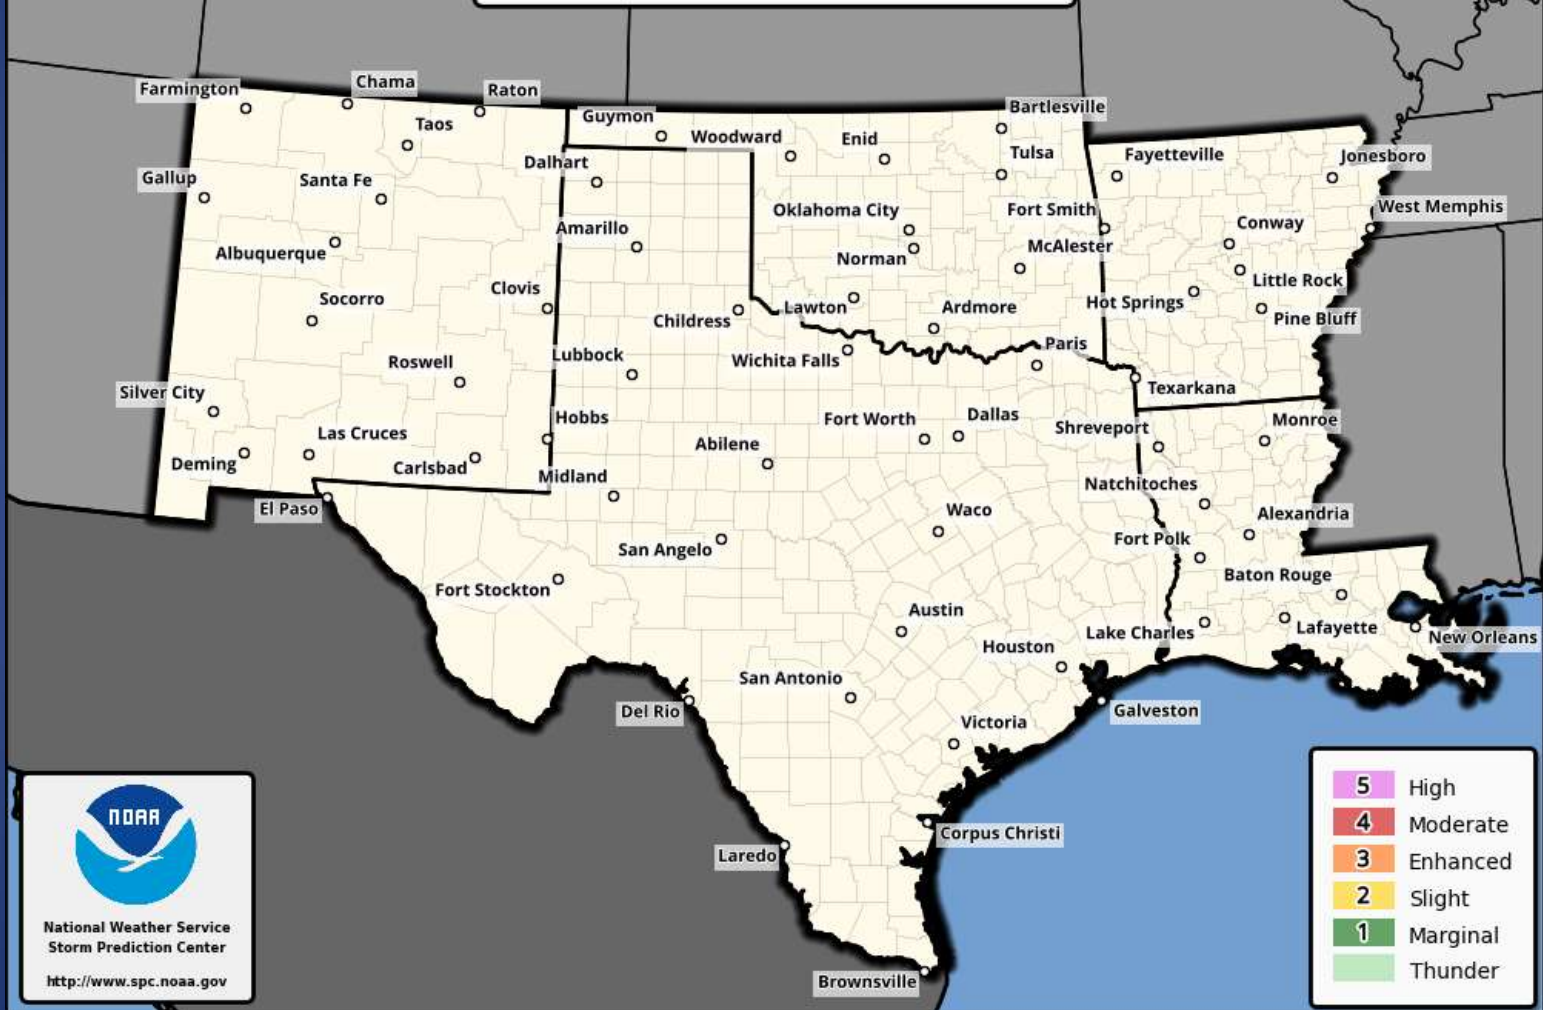 Farmington
Chama
Raton
Taos
Guymon
Woodward
Enid
Bartlesville
Tulsa
Dalhart
Fayetteville
Jonesboro
Gallup
Santa Fe
Oklahoma City
Fort Smith
West Memphis
Amarillo
Conway
Albuquerque
Norman
McAlester
Little Rock
Clovis
Socorro
Childress
Lawton
Ardmore
Hot Springs
Pine Bluff
Roswell
Lubbock
Wichita Falls
Paris
Texarkana
Silver City
Las Cruces
Hobbs
Fort Worth
Dallas
Shreveport
Monroe
Deming
Carlsbad
Abilene
Midland
Natchitoches
El Paso
Waco
Alexandria
San Angelo
Fort Polk
Fort Stockton
Baton Rouge
Austin
Houston
Lake Charles
Lafayette
New Orleans
San Antonio
Del Rio
Victoria
Galveston
Corpus Christi
Laredo
Brownsville
NOAA
National Weather Service
Storm Prediction Center
http://www.spc.noaa.gov
5 High
4 Moderate
3 Enhanced
2 Slight
1 Marginal
Thunder